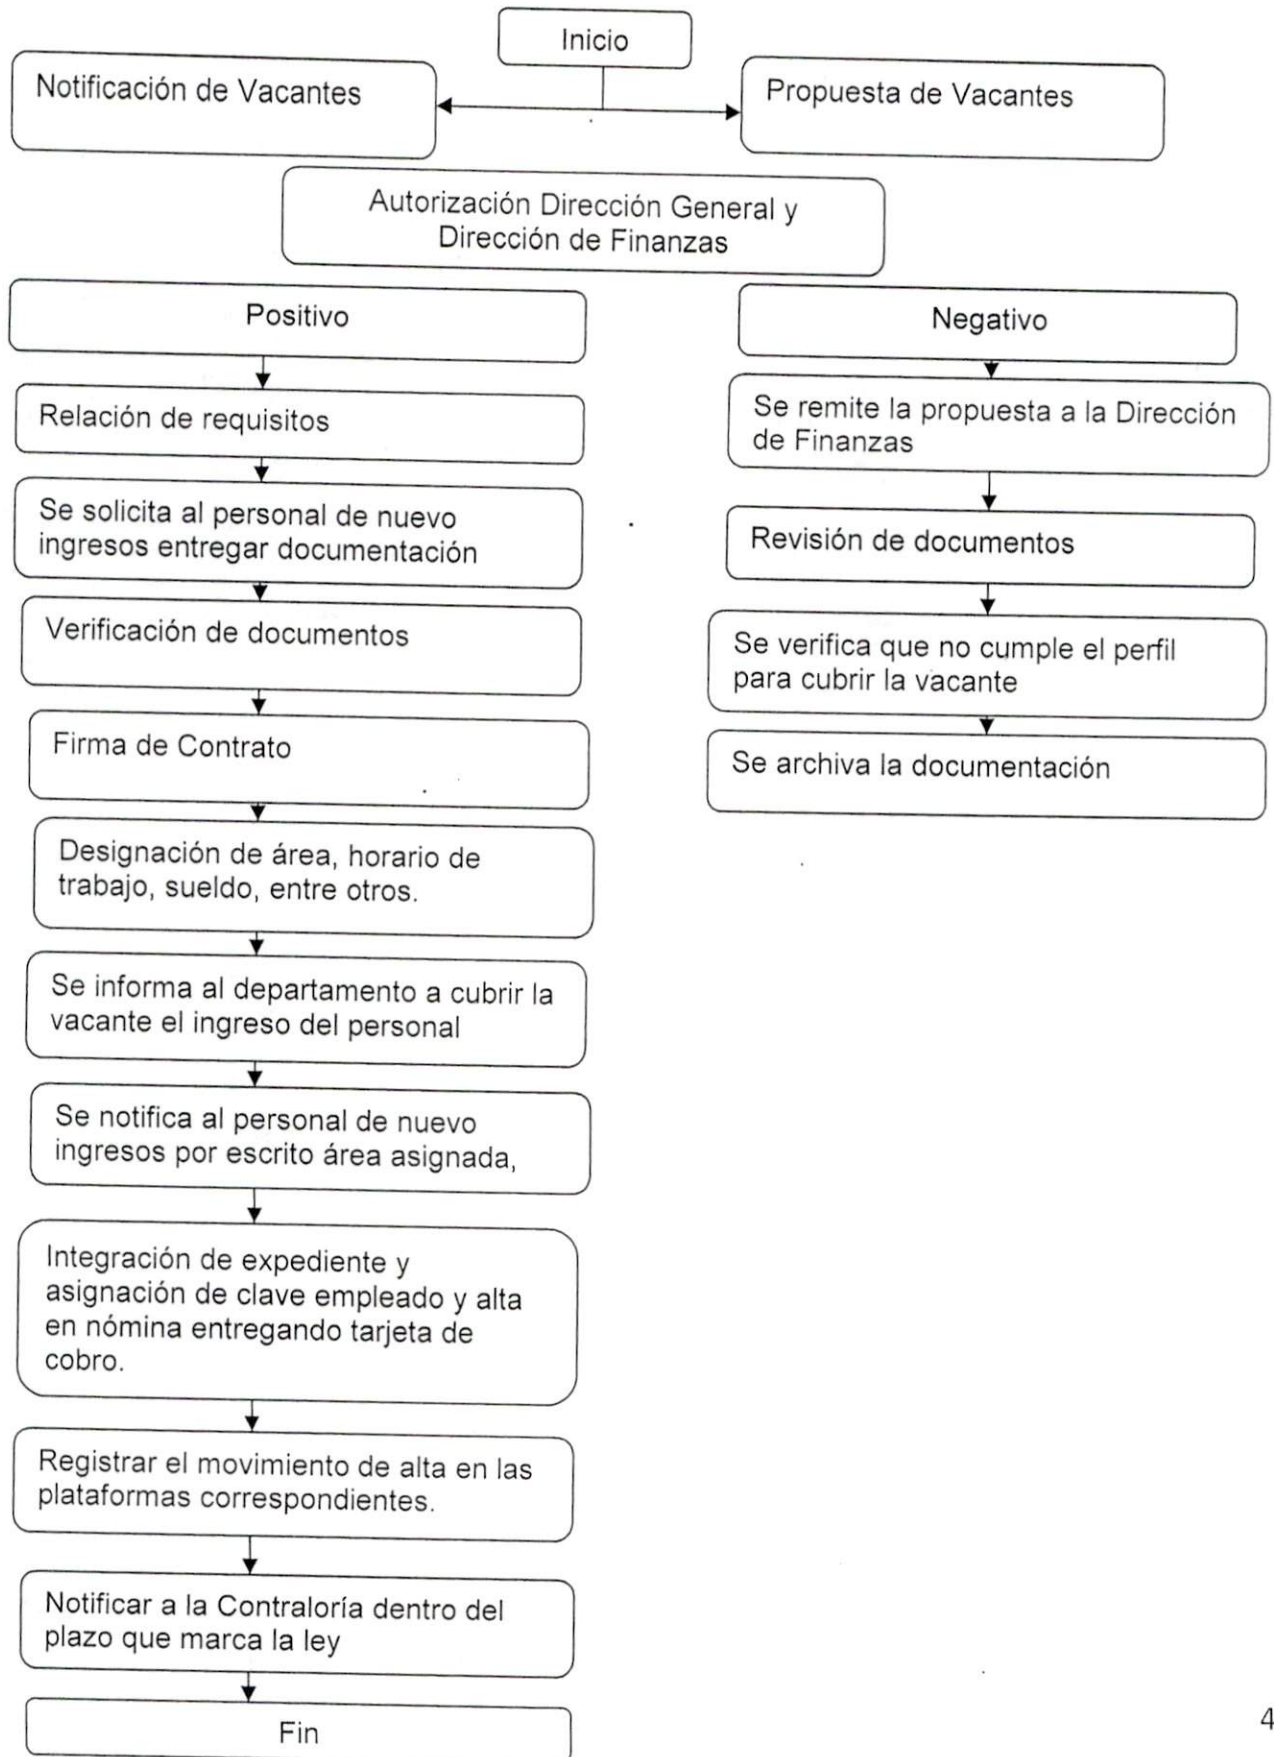 Inicio
Notificación de Vacantes
Propuesta de Vacantes
Autorización Dirección General y
Dirección de Finanzas
Positivo
Relación de requisitos
Se solicita al personal de nuevo
ingresos entregar documentación
Verificación de documentos
Firma de Contrato
Designación de área, horario de
trabajo, sueldo, entre otros.
Se informa al departamento a cubrir la
vacante el ingreso del personal
Se notifica al personal de nuevo
ingresos por escrito área asignada,
Integración de expediente y
asignación de clave empleado y alta
en nómina entregando tarjeta de
cobro.
Registrar el movimiento de alta en las
plataformas correspondientes.
Notificar a la Contraloría dentro del
plazo que marca la ley
Fin
Negativo
Se remite la propuesta a la Dirección
de Finanzas
Revisión de documentos
Se verifica que no cumple el perfil
para cubrir la vacante
Se archiva la documentación
4